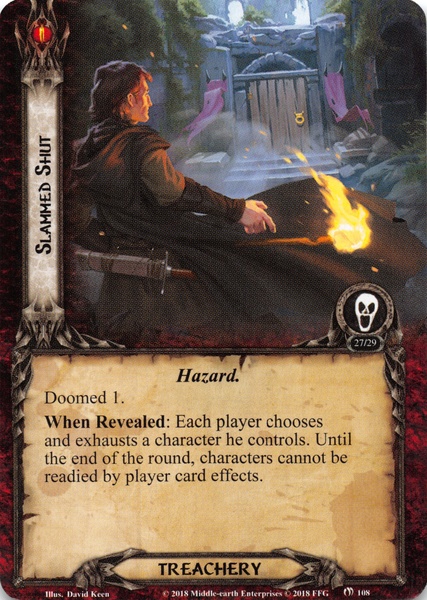 SLAMMED SHUT
27/29
Hazard.
Doomed 1.
When Revealed: Each player chooses
and exhausts a character he controls. Until
the end of the round, characters cannot be
readied by player card effects.
TREACHERY
Illus. David Keen © 2018 Middle-earth Enterprises © 2018 FFG 108